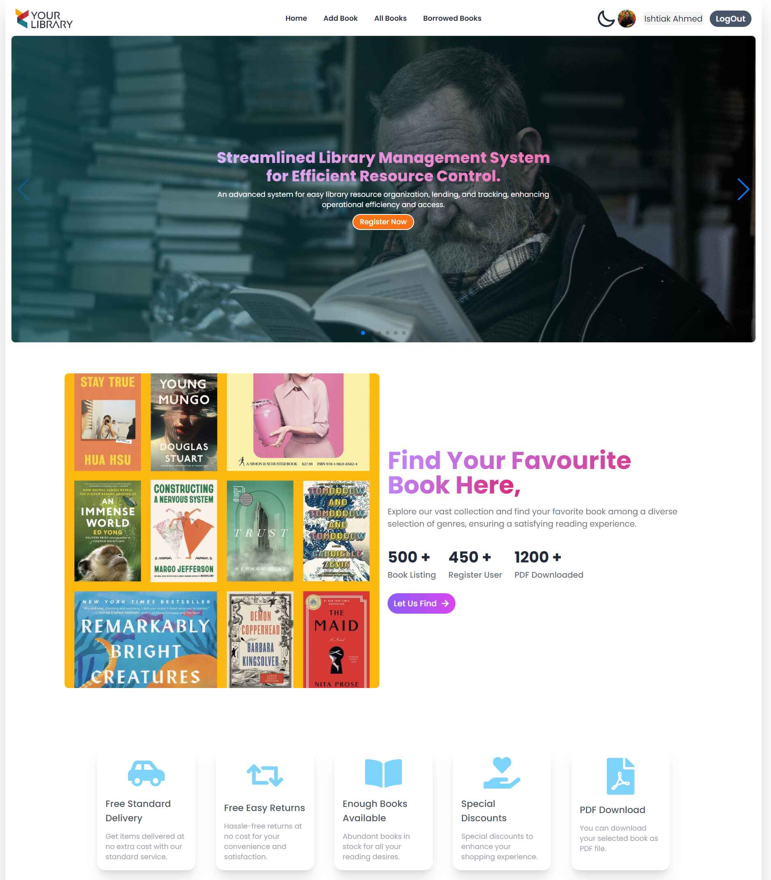 YOUR
LIBRARY
Home Add Book All Books Borrowed Books
Ishtiak Ahmed LogOut
Streamlined Library Management System
for Efficient Resource Control.
An advanced system for easy library resource organization, lending, and tracking, enhancing
operational efficiency and access.
Register Now
STAY TRUE
HUA HSU
YOUNG
MUNGO
DOUGLAS
STUART
AN
IMMENSE
WORLD
ED YONG
CONSTRUCTING
A NERVOUS SYSTEM
MARGO JEFFERSON
TRUST
TOMORROW
AND
TOMORROW
AND
TOMORROW
GABRIELLE
ZEVIN
NEW YORK TIMES BESTSELLER
REMARKABLY
BRIGHT
CREATURES
DEMON
COPPERHEAD
BARBARA
KINGSOLVER
THE
MAID
NITA PROSE
Find Your Favourite
Book Here,
Explore our vast collection and find your favorite book among a diverse
selection of genres, ensuring a satisfying reading experience.
500 + 450 + 1200 +
Book Listing Register User PDF Downloaded
Let Us Find
Free Standard
Delivery
Get items delivered at
no extra cost with our
standard service.
Free Easy Returns
Hassle-free returns at
no cost for your
convenience and
satisfaction.
Enough Books
Available
Abundant books in
stock for all your
reading desires.
Special
Discounts
Special discounts to
enhance your
shopping experience.
PDF Download
You can download
your selected book as
PDF file.